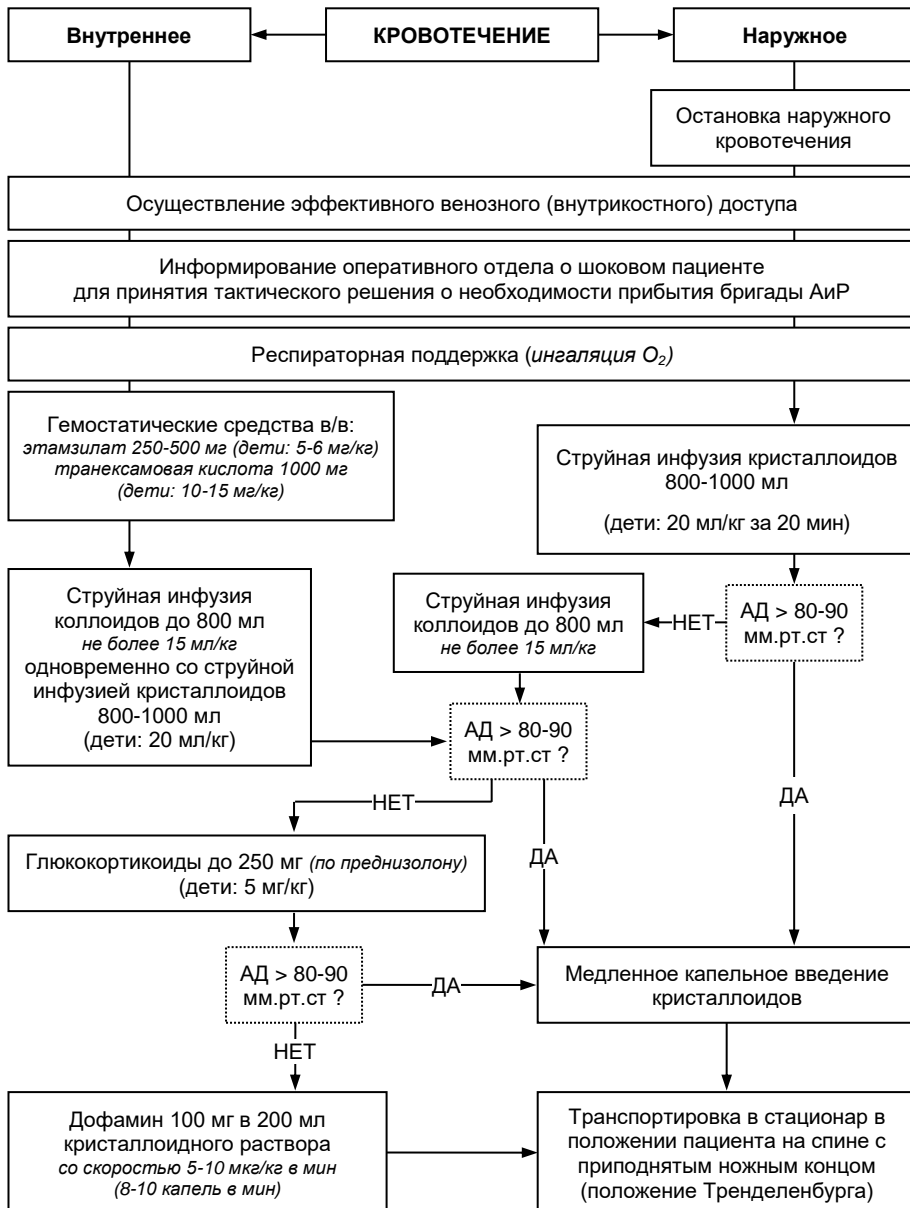 Внутреннее
КРОВОТЕЧЕНИЕ
Наружное
Остановка наружного
кровотечения
Осуществление эффективного венозного (внутрикостного) доступа
Информирование оперативного отдела о шоковом пациенте
для принятия тактического решения о необходимости прибытия бригады АиР
Респираторная поддержка (ингаляция O₂)
Гемостатические средства в/в:
этамзилат 250-500 мг (дети: 5-6 мг/кг)
транексамовая кислота 1000 мг
(дети: 10-15 мг/кг)
Струйная инфузия кристаллоидов
800-1000 мл
(дети: 20 мл/кг за 20 мин)
Струйная инфузия
коллоидов до 800 мл
не более 15 мл/кг
одновременно со струйной
инфузией кристаллоидов
800-1000 мл
(дети: 20 мл/кг)
Струйная инфузия
коллоидов до 800 мл
не более 15 мл/кг
НЕТ
АД > 80-90
мм.рт.ст ?
АД > 80-90
мм.рт.ст ?
НЕТ
ДА
ДА
Глюкокортикоиды до 250 мг (по преднизолону)
(дети: 5 мг/кг)
АД > 80-90
мм.рт.ст ?
ДА
Медленное капельное введение
кристаллоидов
НЕТ
Дофамин 100 мг в 200 мл
кристаллоидного раствора
со скоростью 5-10 мкг/кг в мин
(8-10 капель в мин)
Транспортировка в стационар в
положении пациента на спине с
приподнятым ножным концом
(положение Тренделенбурга)